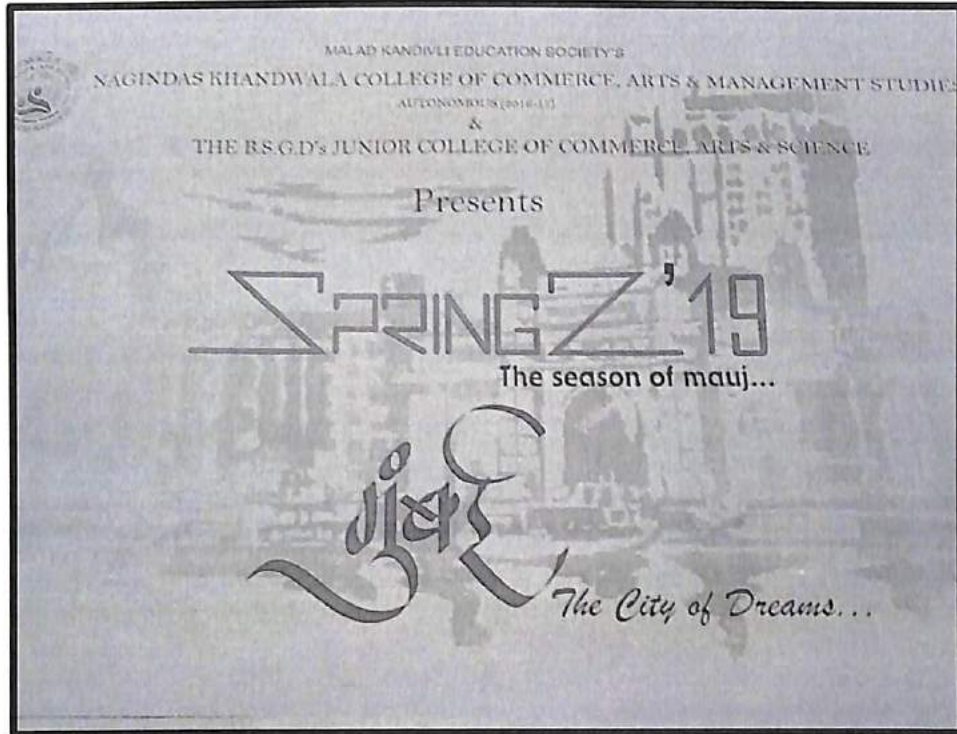 MALAD KANDIVLI EDUCATION SOCIETY'S
NAGINDAS KHANDWALA COLLEGE OF COMMERCE, ARTS & MANAGEMENT STUDIES
AUTONOMOUS
&
THE B.S.G.D's JUNIOR COLLEGE OF COMMERCE, ARTS & SCIENCE
Presents
SPRINGZ'19
The season of mauj...
मुंबई
The City of Dreams...